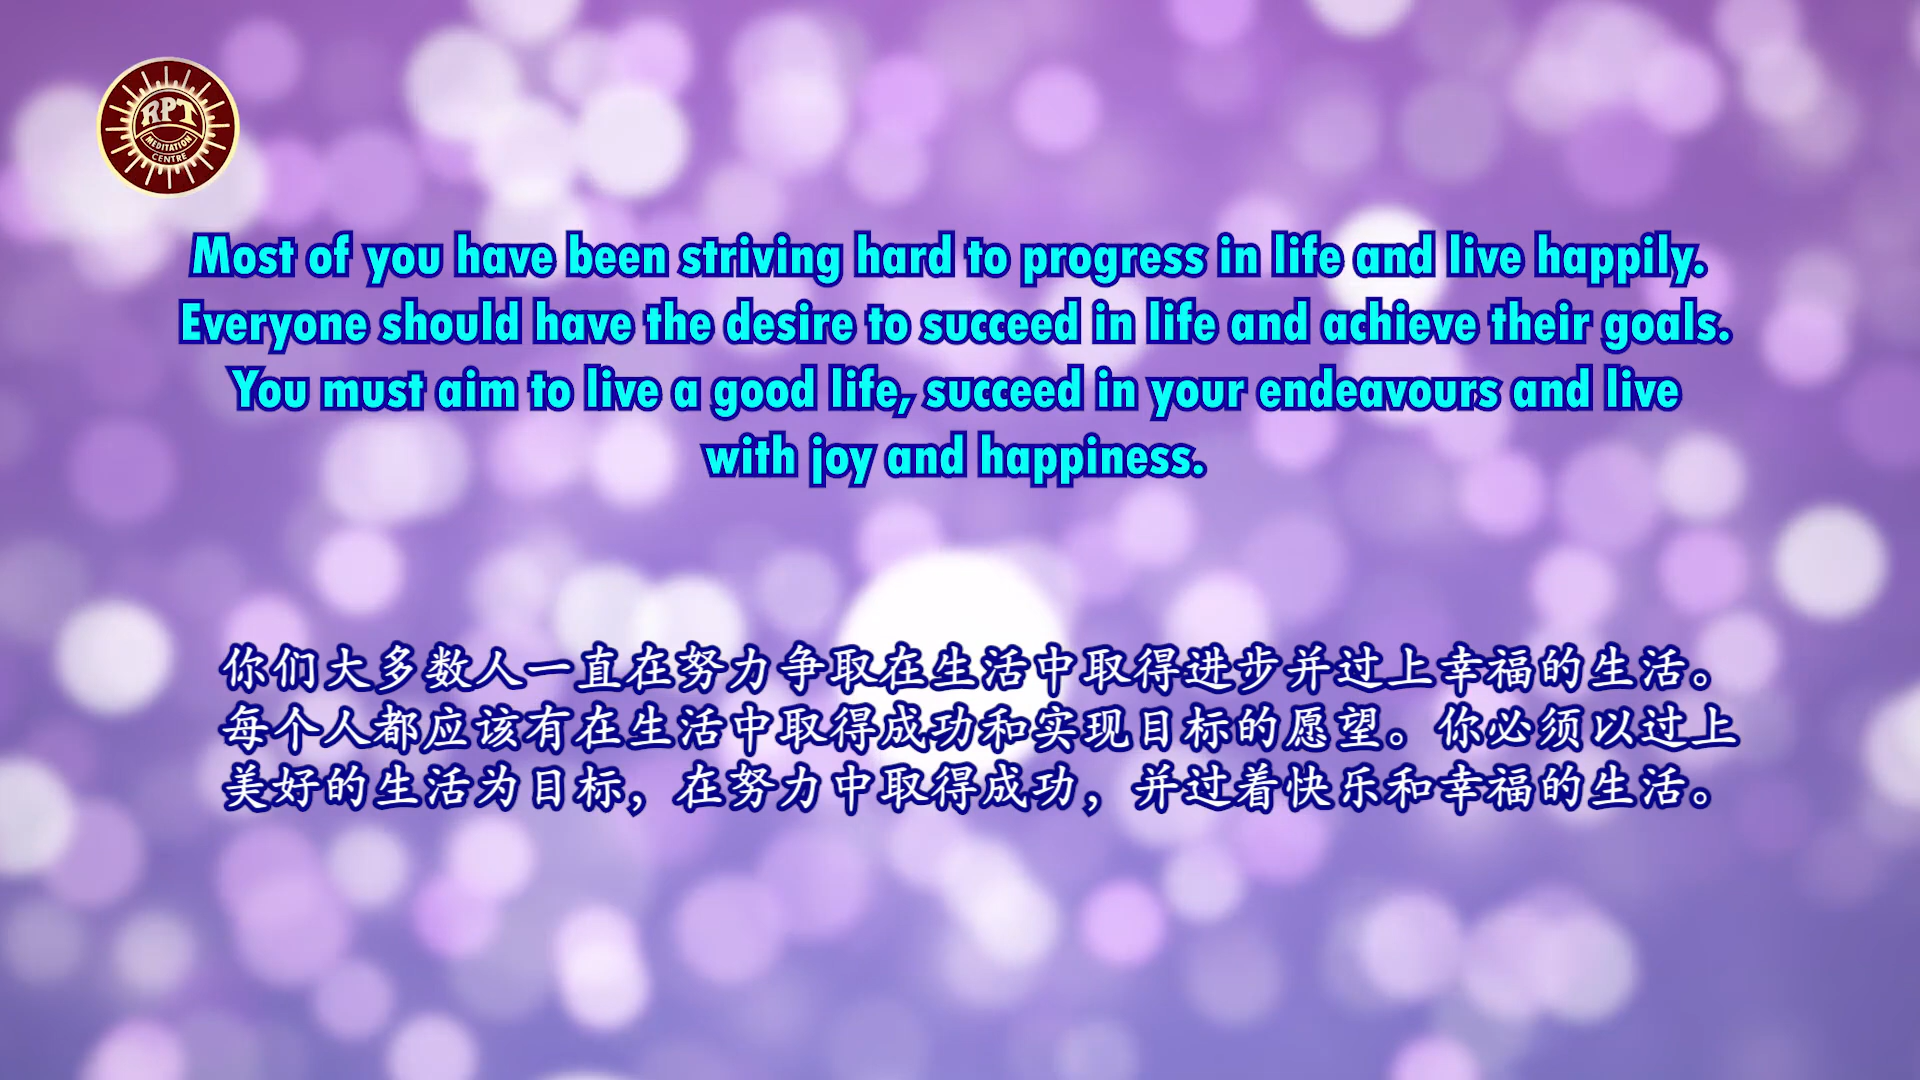 RPT
MEDITATION
CENTRE
Most of you have been striving hard to progress in life and live happily.
Everyone should have the desire to succeed in life and achieve their goals.
You must aim to live a good life, succeed in your endeavours and live
with joy and happiness.
你们大多数人一直在努力争取在生活中取得进步并过上幸福的生活。
每个人都应该有在生活中取得成功和实现目标的愿望。你必须以过上
美好的生活为目标，在努力中取得成功，并过着快乐和幸福的生活。